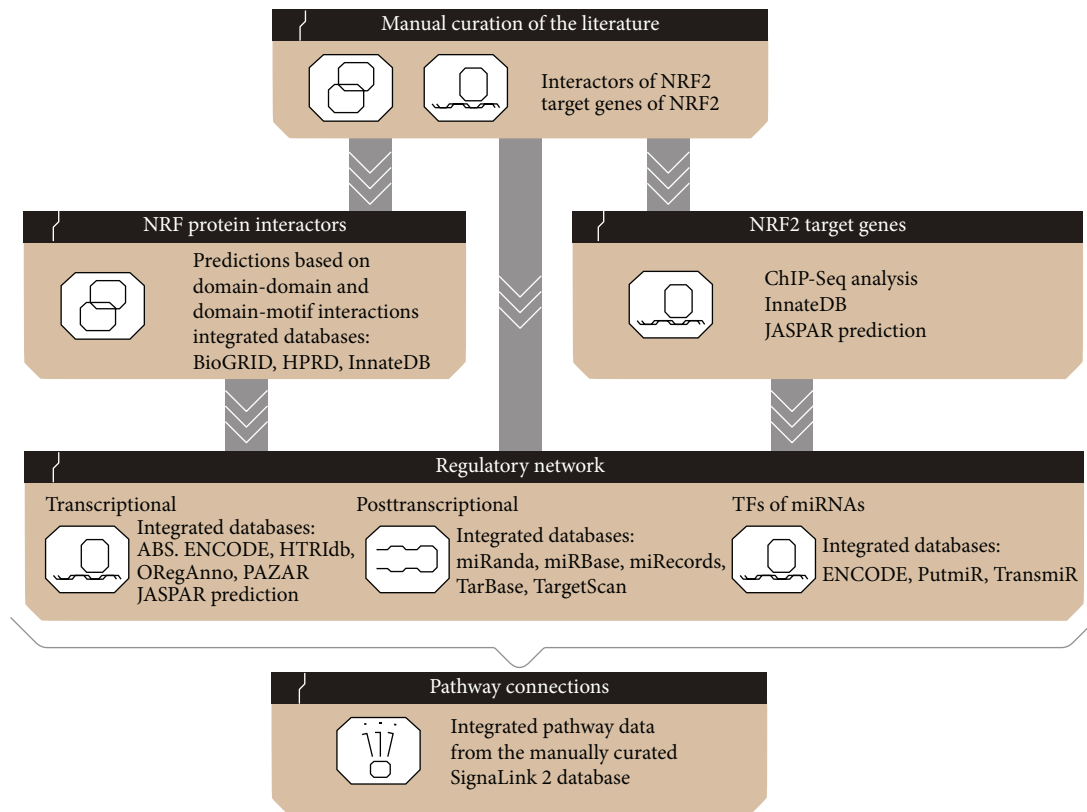 Manual curation of the literature
Interactors of NRF2
target genes of NRF2
NRF protein interactors
Predictions based on
domain-domain and
domain-motif interactions
integrated databases:
BioGRID, HPRD, InnateDB
NRF2 target genes
ChIP-Seq analysis
InnateDB
JASPAR prediction
Regulatory network
Transcriptional
Integrated databases:
ABS. ENCODE, HTRIdb,
ORegAnno, PAZAR
JASPAR prediction
Posttranscriptional
Integrated databases:
miRanda, miRBase, miRecords,
TarBase, TargetScan
TFs of miRNAs
Integrated databases:
ENCODE, PutmiR, TransmiR
Pathway connections
Integrated pathway data
from the manually curated
SignaLink 2 database